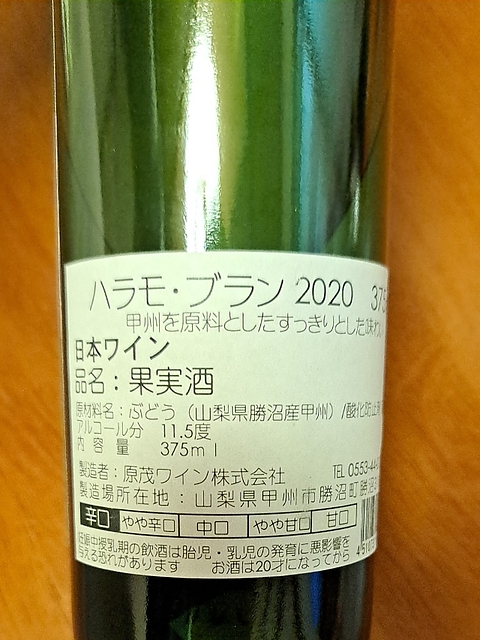 ハラモ・ブラン 2020 375
甲州を原料としたすっきりとした味わ
日本ワイン
品名：果実酒
原材料名：ぶどう（山梨県勝沼産甲州）/酸化防止
アルコール分 11.5度
内容量 375ml
製造者：原茂ワイン株式会社 TEL 0553-44
製造場所在地：山梨県甲州市勝沼町勝沼
辛口 やや辛口 中口 やや甘口 甘口
妊娠中授乳期の飲酒は胎児・乳児の発育に悪影響を
与える恐れがあります お酒は20才になってから